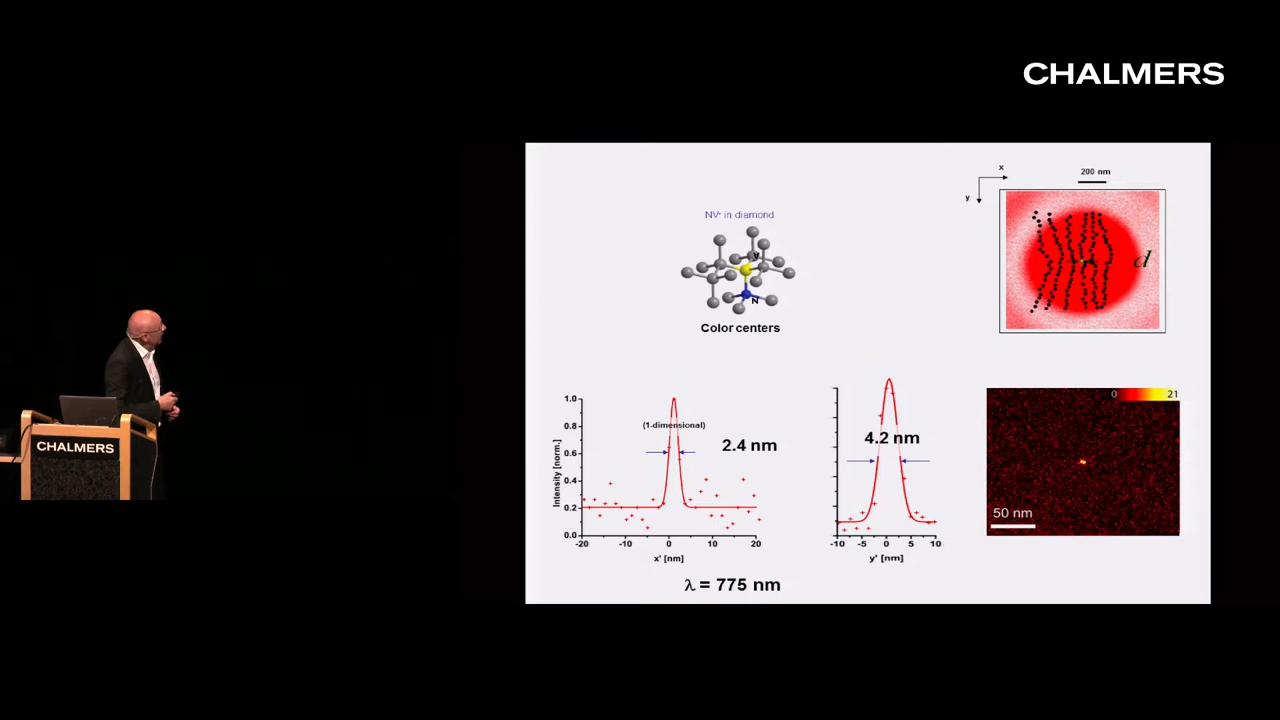 CHALMERS
x
200 nm
y
NV- in diamond
V
d
N
Color centers
(1-dimensional)
2.4 nm
4.2 nm
0
21
50 nm
Intensity [norm.]
1.0
0.8
0.6
0.4
0.2
0.0
-20
-10
0
10
20
x' [nm]
-10
-5
0
5
10
y' [nm]
λ = 775 nm
CHALMERS